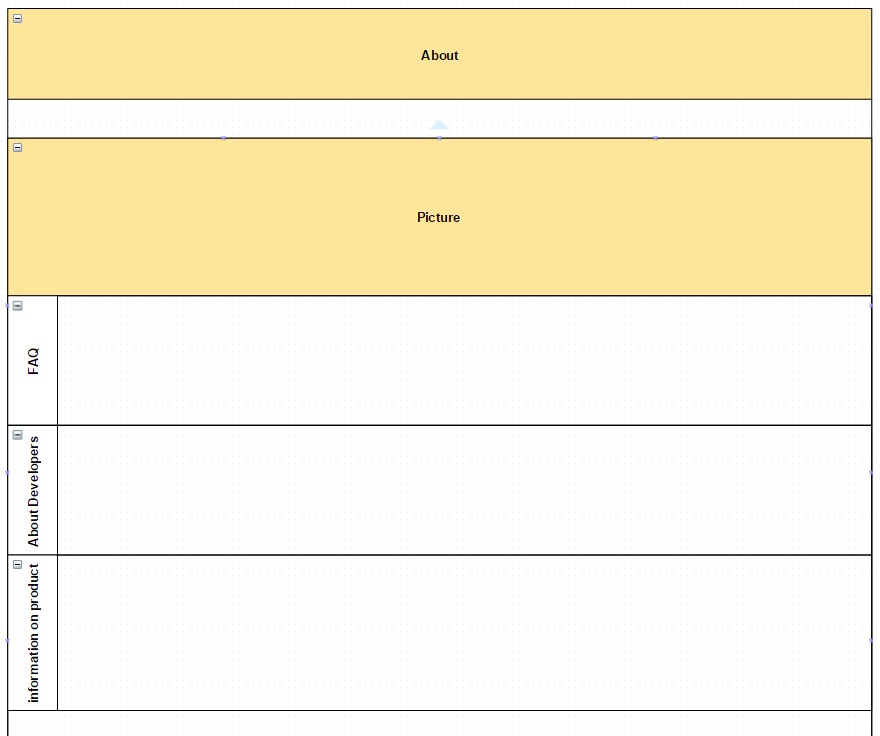 About
Picture
FAQ
About Developers
information on product